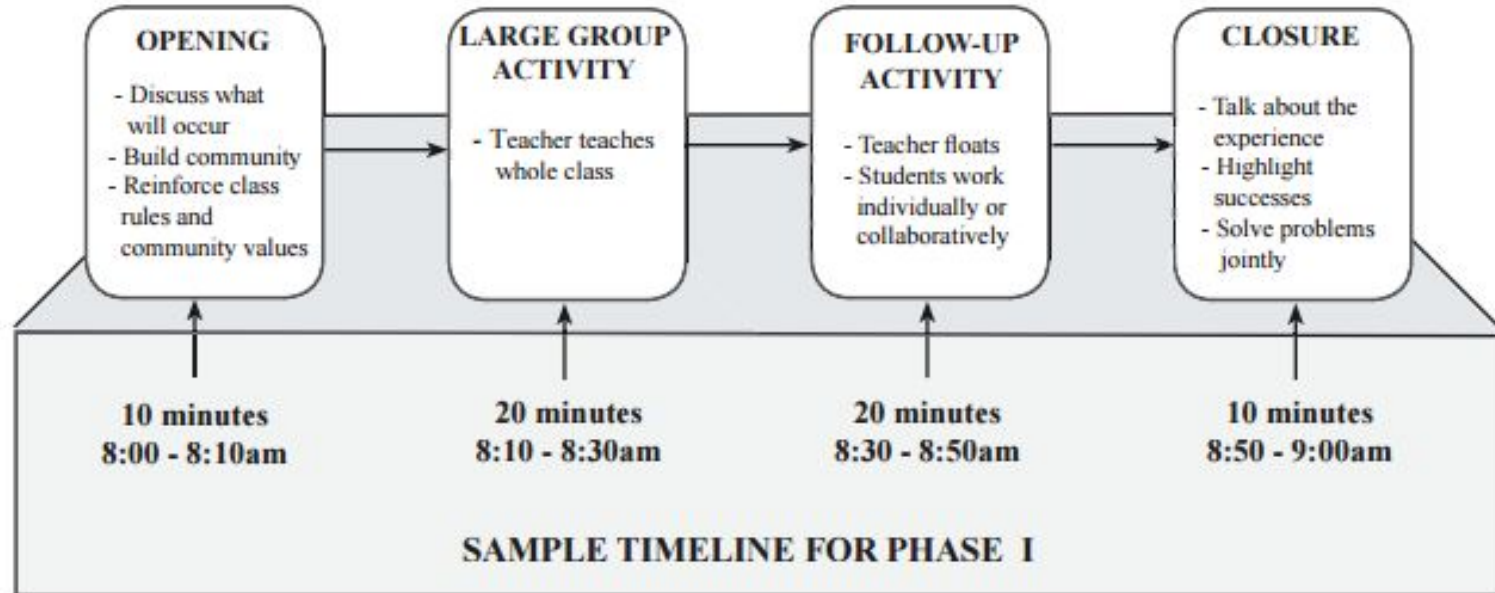 OPENING
- Discuss what
will occur
- Build community
- Reinforce class
rules and
community values
LARGE GROUP
ACTIVITY
- Teacher teaches
whole class
FOLLOW-UP
ACTIVITY
- Teacher floats
- Students work
individually or
collaboratively
CLOSURE
- Talk about the
experience
- Highlight
successes
- Solve problems
jointly
10 minutes
8:00 - 8:10am
20 minutes
8:10 - 8:30am
20 minutes
8:30 - 8:50am
10 minutes
8:50 - 9:00am
SAMPLE TIMELINE FOR PHASE I